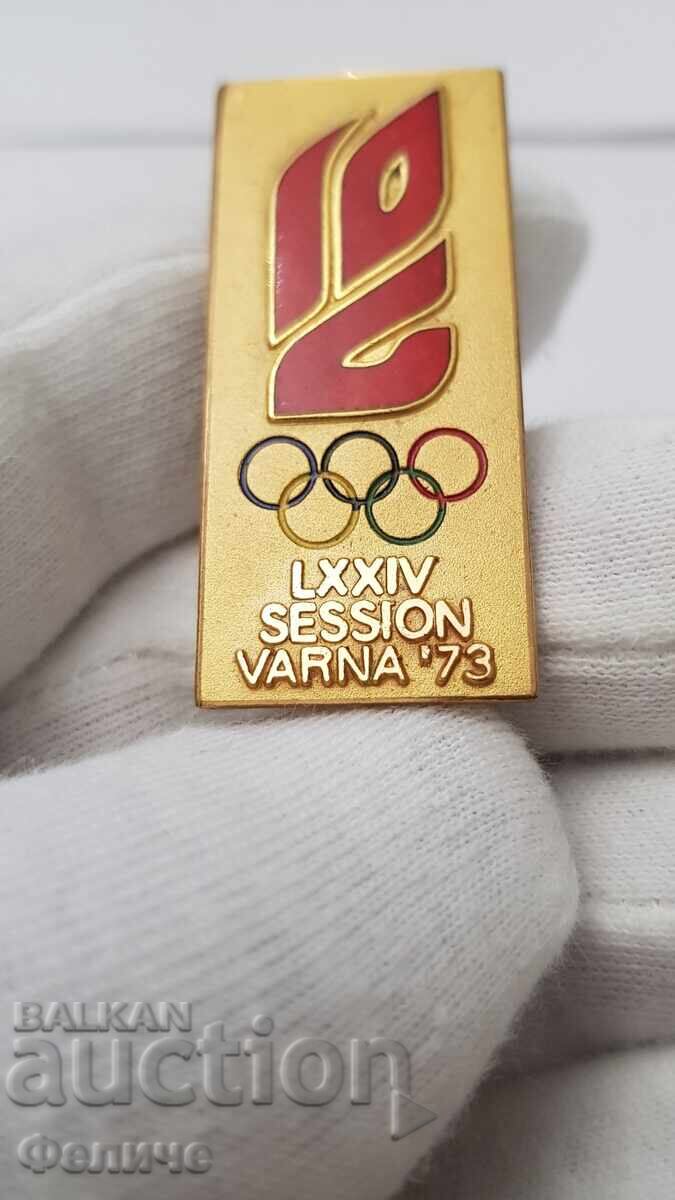 LXXIV
SESSION
VARNA '73
BALKAN
auction
Феличе